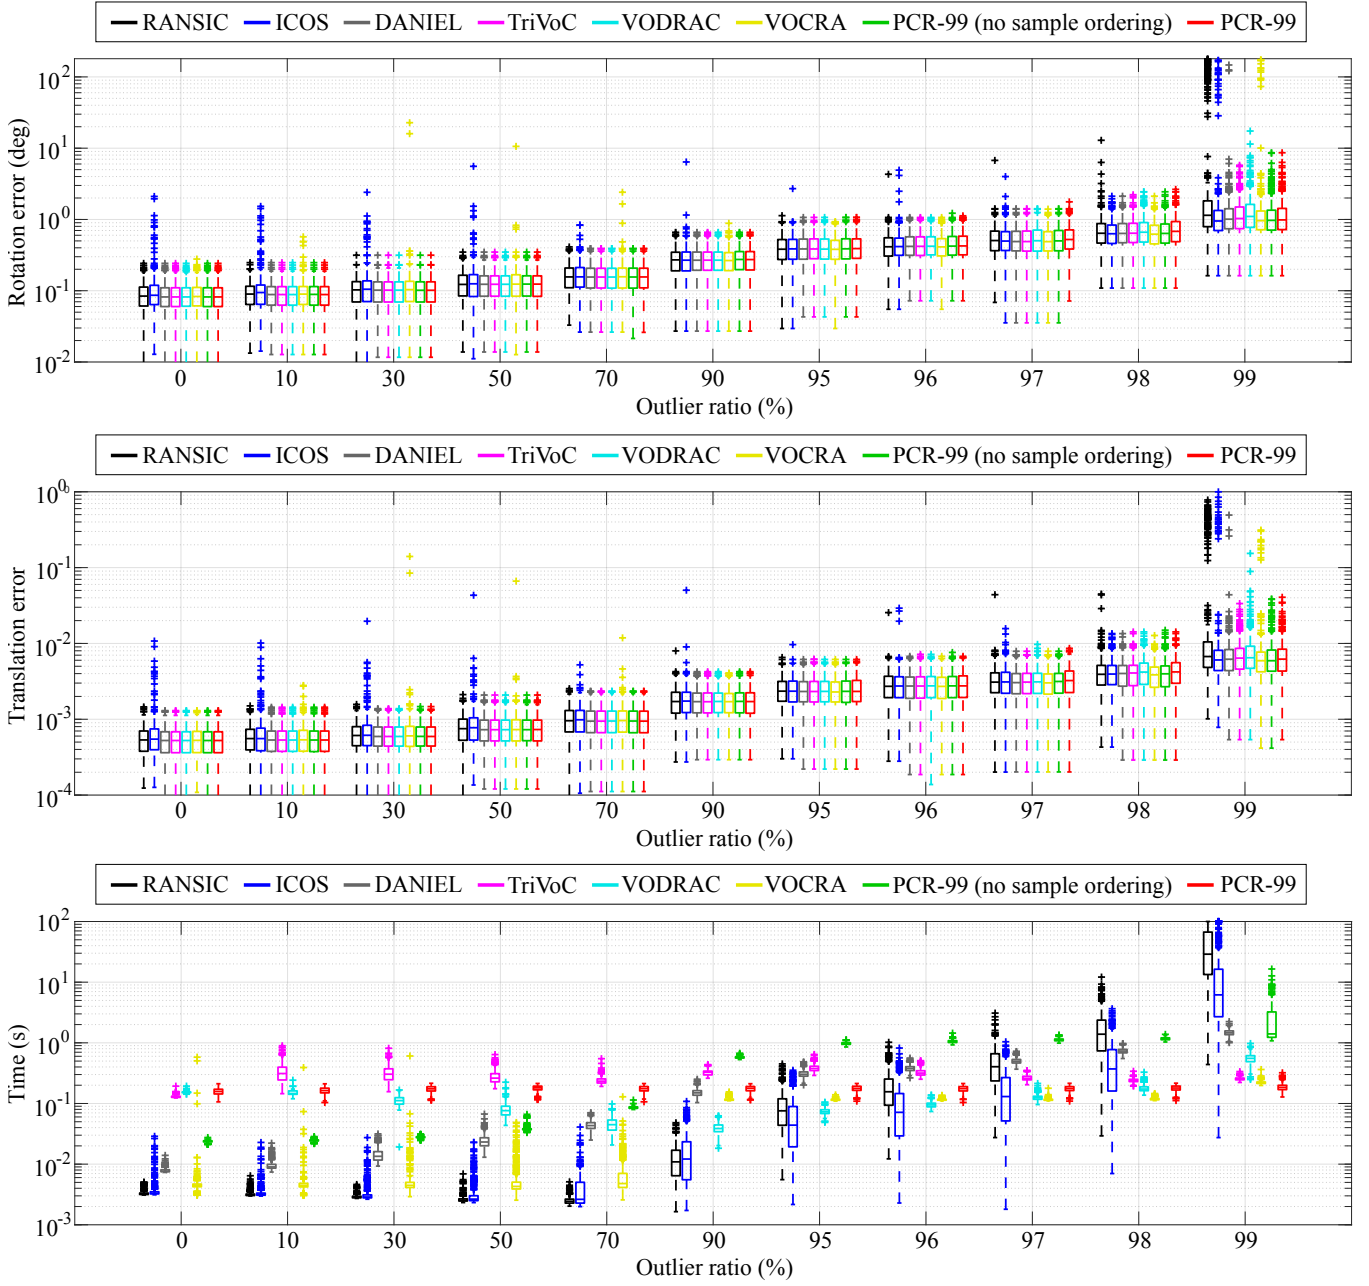 RANSIC ICOS DANIEL TriVoC VODRAC VOCRA PCR-99 (no sample ordering) PCR-99
Rotation error (deg)
10^2
10^1
10^0
10^-1
10^-2
0 10 30 50 70 90 95 96 97 98 99
Outlier ratio (%)
RANSIC ICOS DANIEL TriVoC VODRAC VOCRA PCR-99 (no sample ordering) PCR-99
Translation error
10^0
10^-1
10^-2
10^-3
10^-4
0 10 30 50 70 90 95 96 97 98 99
Outlier ratio (%)
RANSIC ICOS DANIEL TriVoC VODRAC VOCRA PCR-99 (no sample ordering) PCR-99
Time (s)
10^2
10^1
10^0
10^-1
10^-2
10^-3
0 10 30 50 70 90 95 96 97 98 99
Outlier ratio (%)